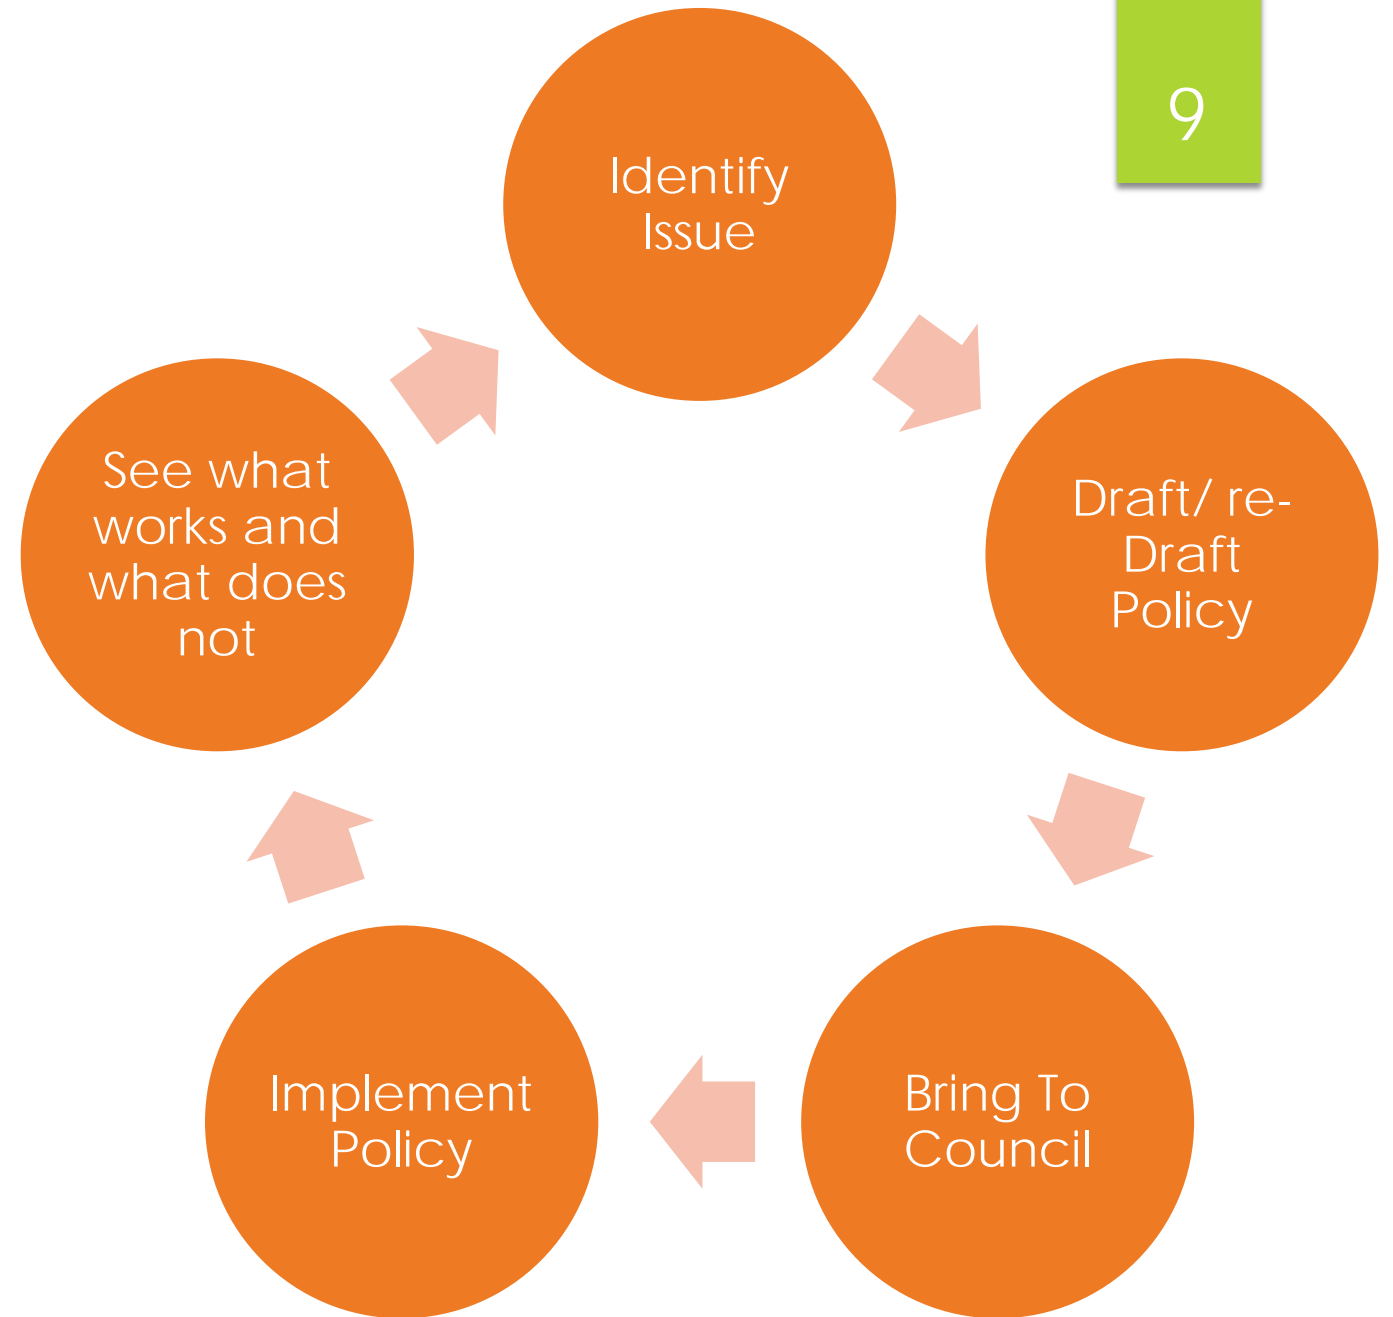 9
Identify
Issue
Draft/ re-
Draft
Policy
Bring To
Council
Implement
Policy
See what
works and
what does
not